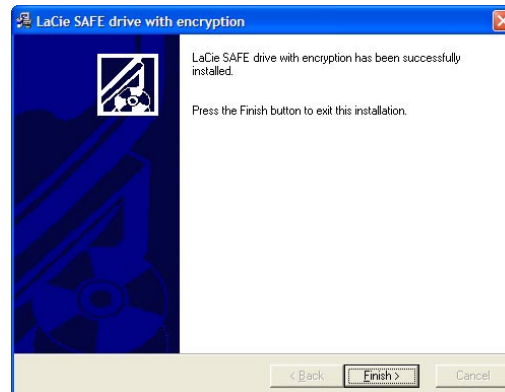 LaCie SAFE drive with encryption
LaCie SAFE drive with encryption has been successfully
installed.
Press the Finish button to exit this installation.
< Back
Finish >
Cancel